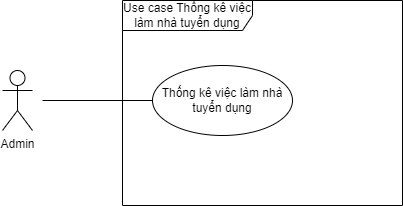 Use case Thống kê việc
làm nhà tuyển dụng
Thống kê việc làm nhà
tuyển dụng
Admin